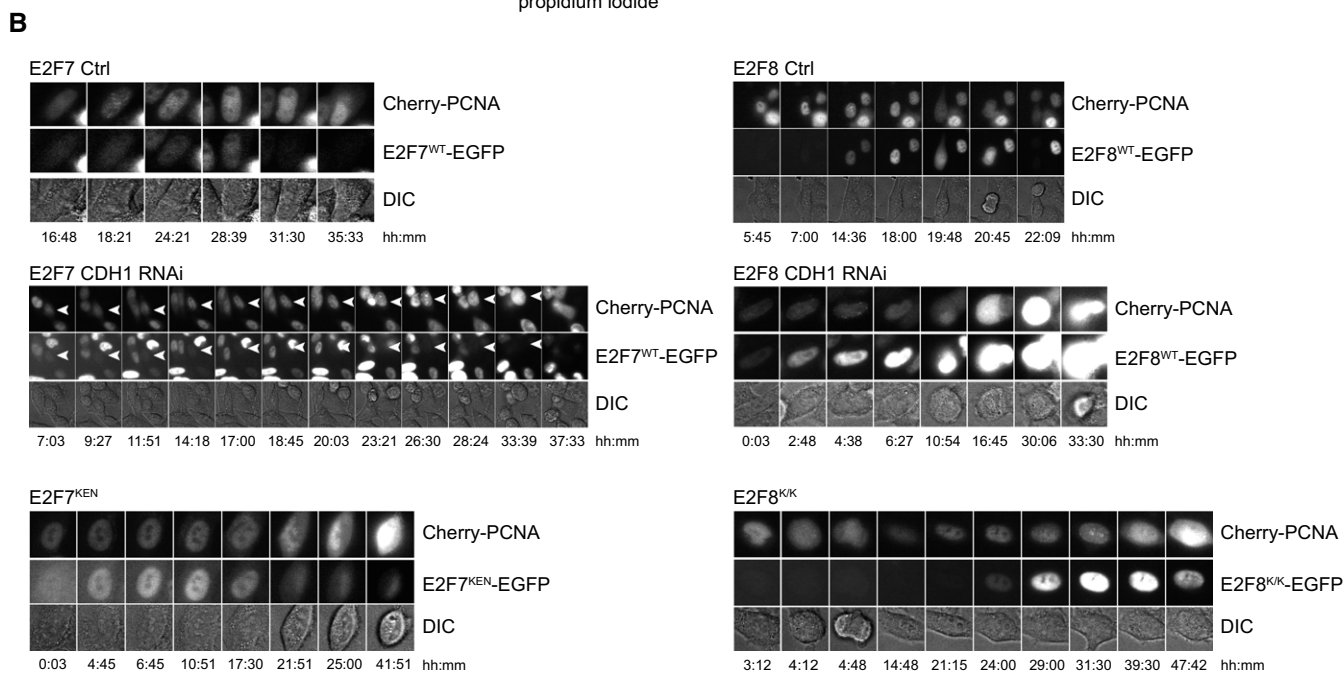 propidium iodide
B
E2F7 Ctrl
Cherry-PCNA
E2F7WT-EGFP
DIC
16:48 18:21 24:21 28:39 31:30 35:33 hh:mm
E2F8 Ctrl
Cherry-PCNA
E2F8WT-EGFP
DIC
5:45 7:00 14:36 18:00 19:48 20:45 22:09 hh:mm
E2F7 CDH1 RNAi
Cherry-PCNA
E2F7WT-EGFP
DIC
7:03 9:27 11:51 14:18 17:00 18:45 20:03 23:21 26:30 28:24 33:39 37:33 hh:mm
E2F8 CDH1 RNAi
Cherry-PCNA
E2F8WT-EGFP
DIC
0:03 2:48 4:38 6:27 10:54 16:45 30:06 33:30 hh:mm
E2F7KEN
Cherry-PCNA
E2F7KEN-EGFP
DIC
0:03 4:45 6:45 10:51 17:30 21:51 25:00 41:51 hh:mm
E2F8K/K
Cherry-PCNA
E2F8K/K-EGFP
DIC
3:12 4:12 4:48 14:48 21:15 24:00 29:00 31:30 39:30 47:42 hh:mm